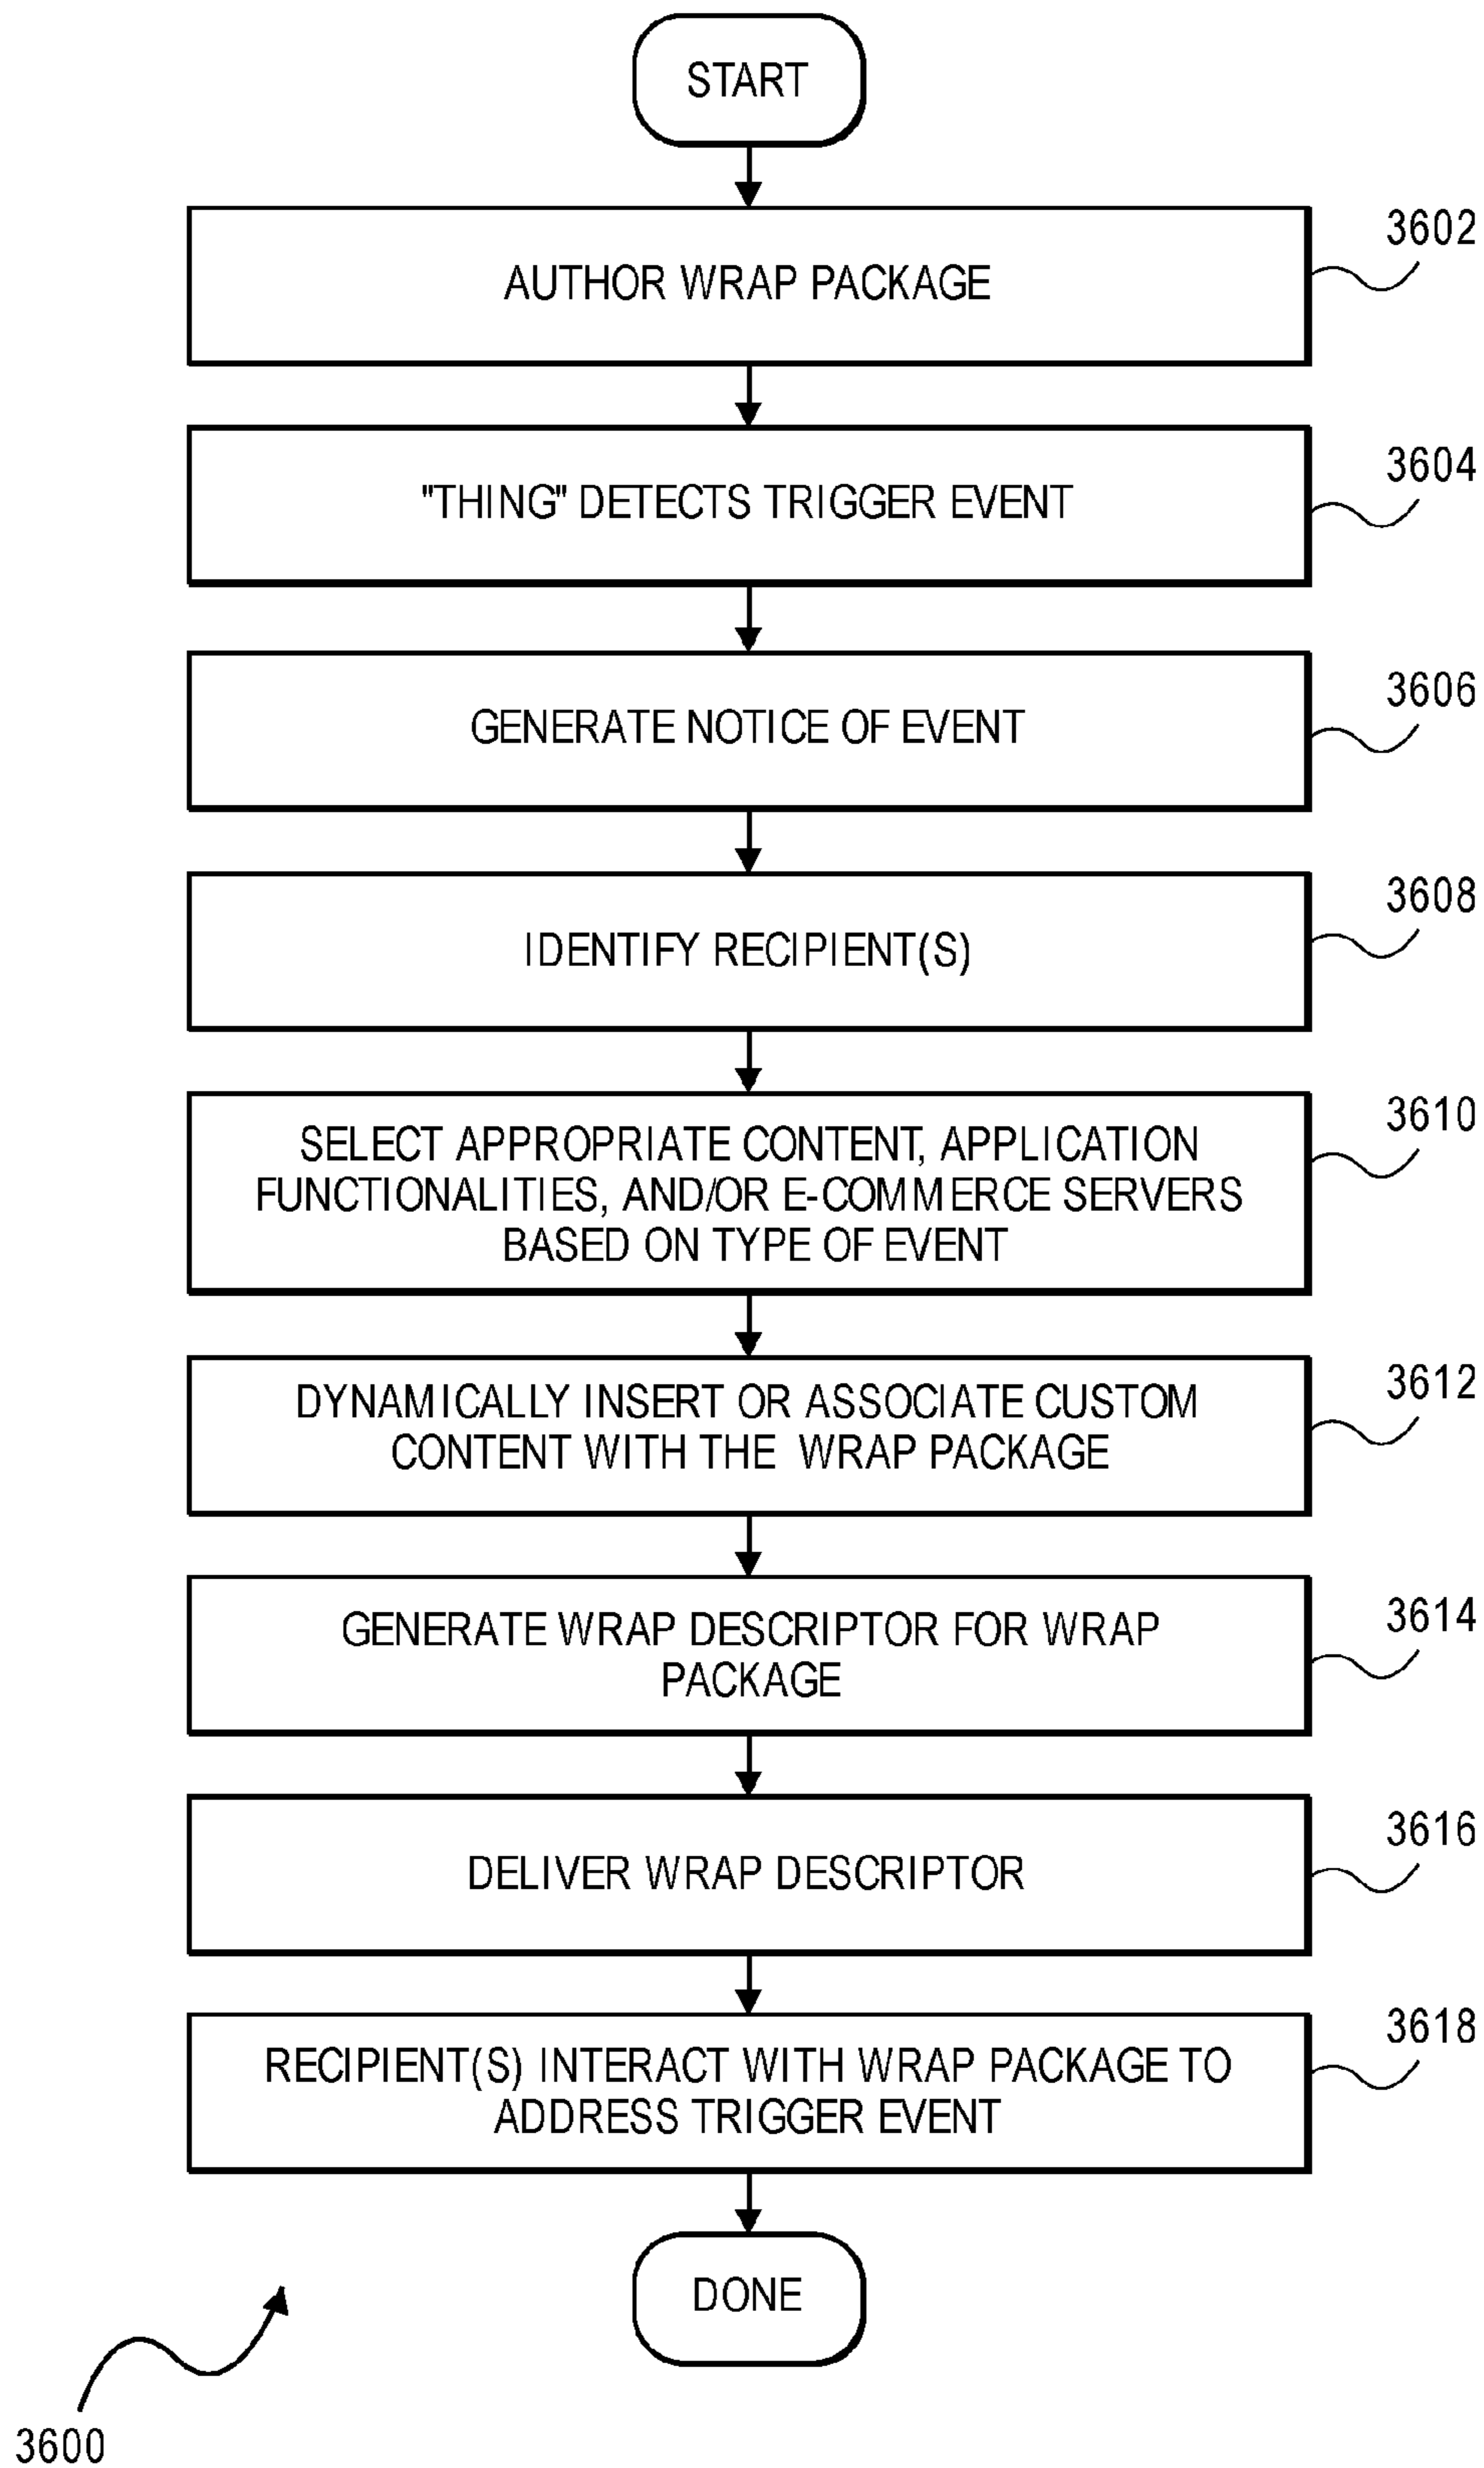 START
3602
AUTHOR WRAP PACKAGE
3604
"THING" DETECTS TRIGGER EVENT
3606
GENERATE NOTICE OF EVENT
3608
IDENTIFY RECIPIENT(S)
3610
SELECT APPROPRIATE CONTENT, APPLICATION
FUNCTIONALITIES, AND/OR E-COMMERCE SERVERS
BASED ON TYPE OF EVENT
3612
DYNAMICALLY INSERT OR ASSOCIATE CUSTOM
CONTENT WITH THE WRAP PACKAGE
3614
GENERATE WRAP DESCRIPTOR FOR WRAP
PACKAGE
3616
DELIVER WRAP DESCRIPTOR
3618
RECIPIENT(S) INTERACT WITH WRAP PACKAGE TO
ADDRESS TRIGGER EVENT
DONE
3600